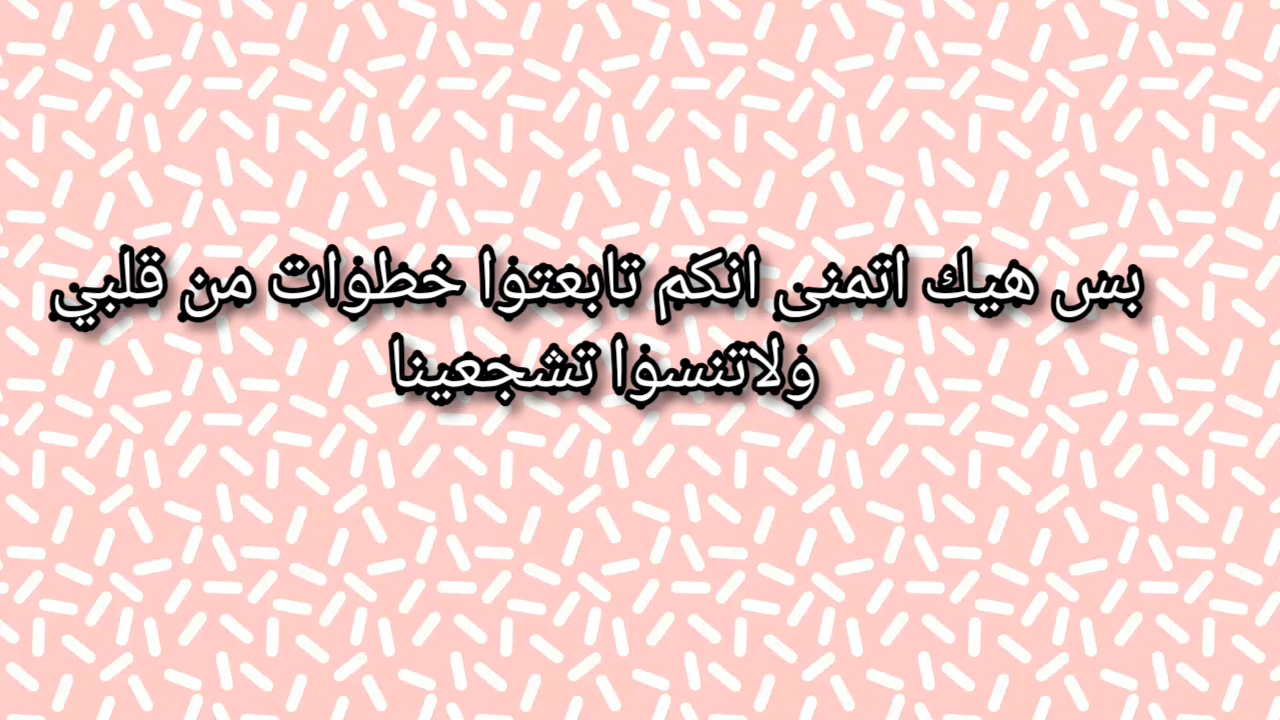 بس هيك اتمنى انكم تابعتوا خطوات من قلبي
ولاتنسوا تشجعينا